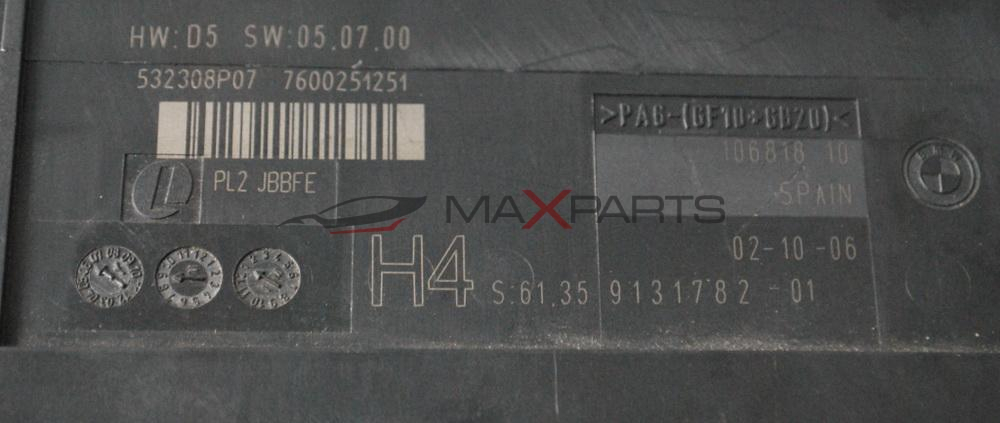 HW:D5 SW:05.07.00
532308P07 7600251251
>PA6-(GF10+GB20)<
106818 10
SPAIN
BMW
PL2 JBBFE
MAXPARTS
02-10-06
H4 S:61.35 9131782-01